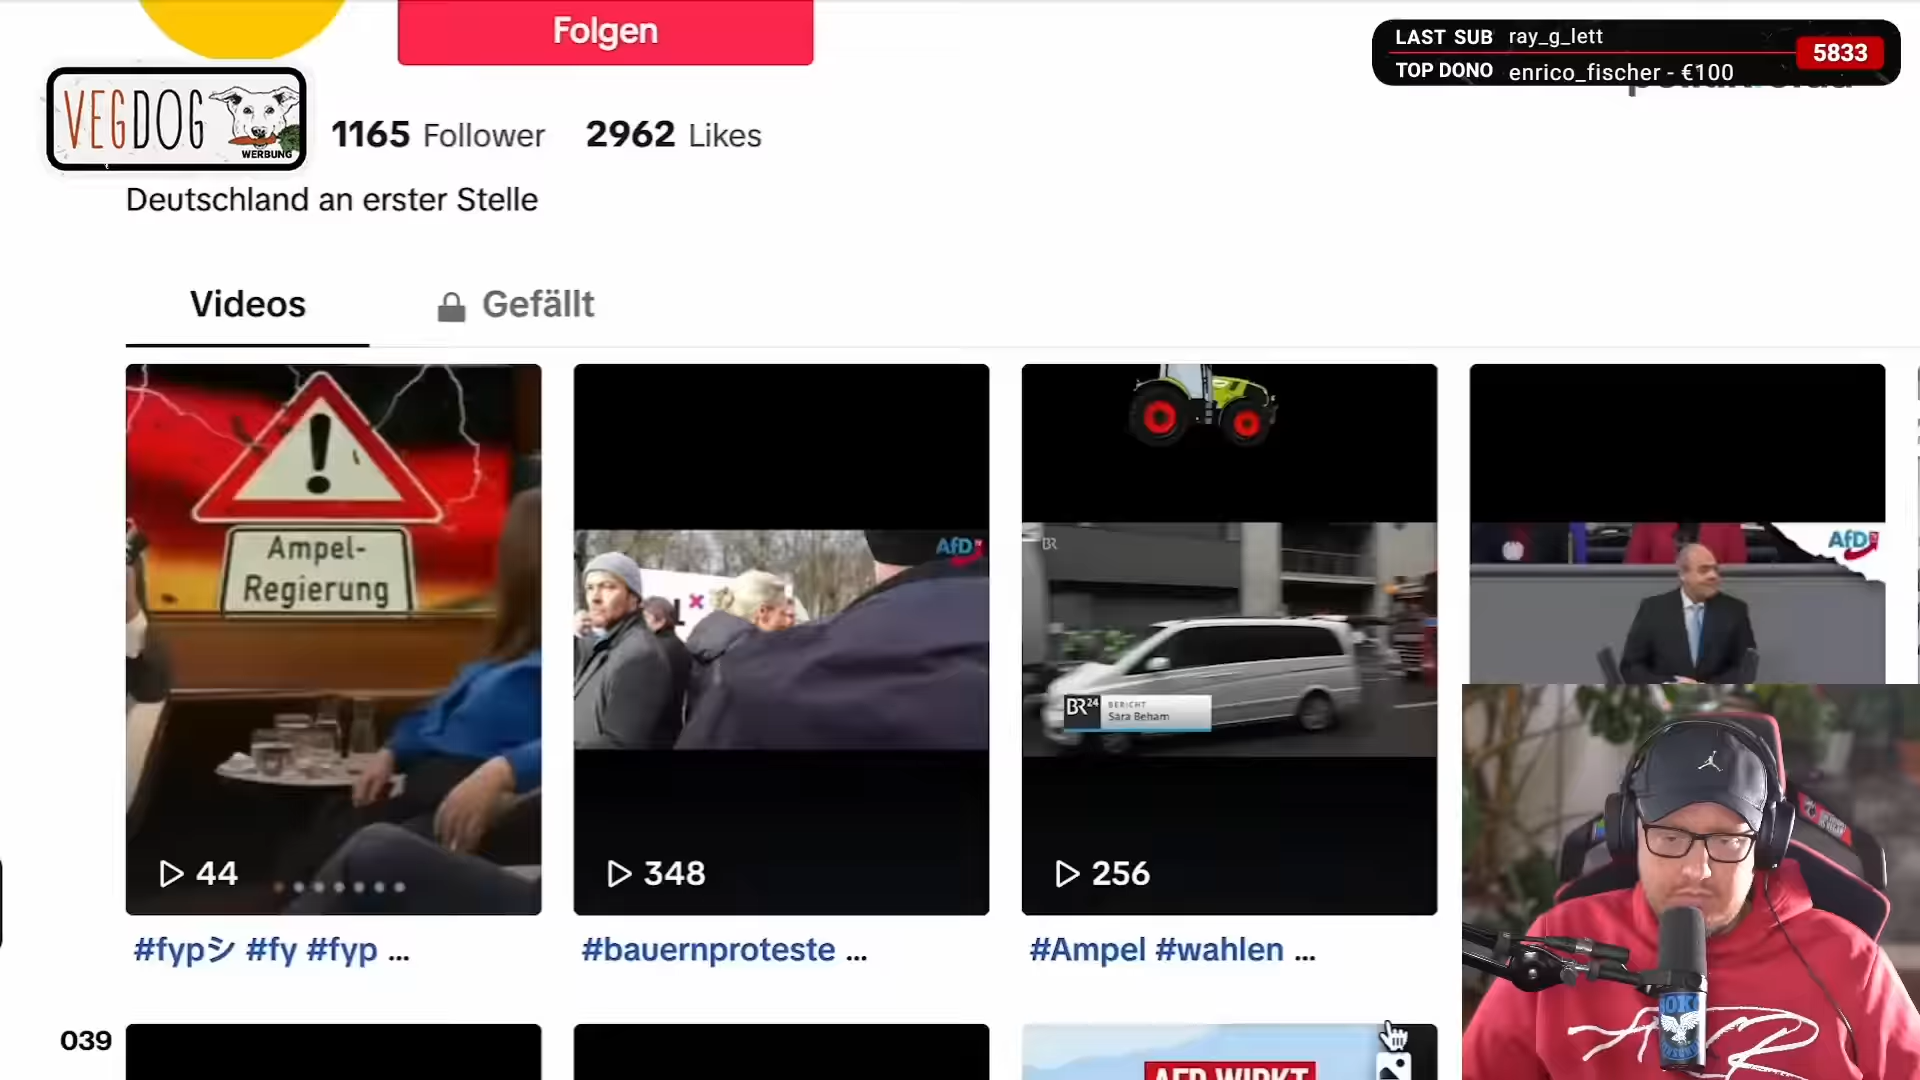 Folgen
LAST SUB ray_g_lett
TOP DONO enrico_fischer - €100
5833
VEGDOG
WERBUNG
1165 Follower 2962 Likes
Deutschland an erster Stelle
Videos
Gefällt
Ampel-
Regierung
AfD
BR
BR24
BERICHT
Sara Beham
AfD
44
348
256
#fypシ #fy #fyp ...
#bauernproteste ...
#Ampel #wahlen ...
039
AFD WIRKT